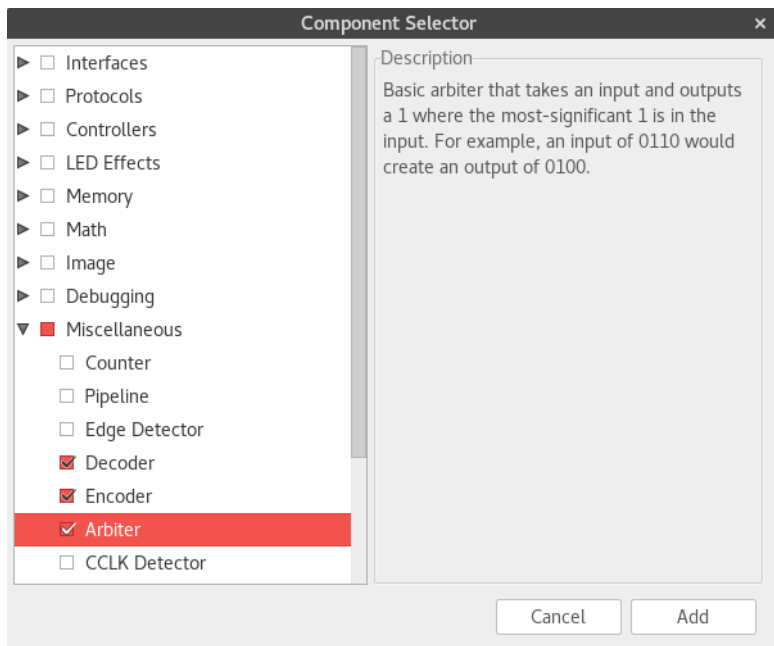 Component Selector
Interfaces
Protocols
Controllers
LED Effects
Memory
Math
Image
Debugging
Miscellaneous
Counter
Pipeline
Edge Detector
Decoder
Encoder
Arbiter
CCLK Detector
Description
Basic arbiter that takes an input and outputs
a 1 where the most-significant 1 is in the
input. For example, an input of 0110 would
create an output of 0100.
Cancel
Add